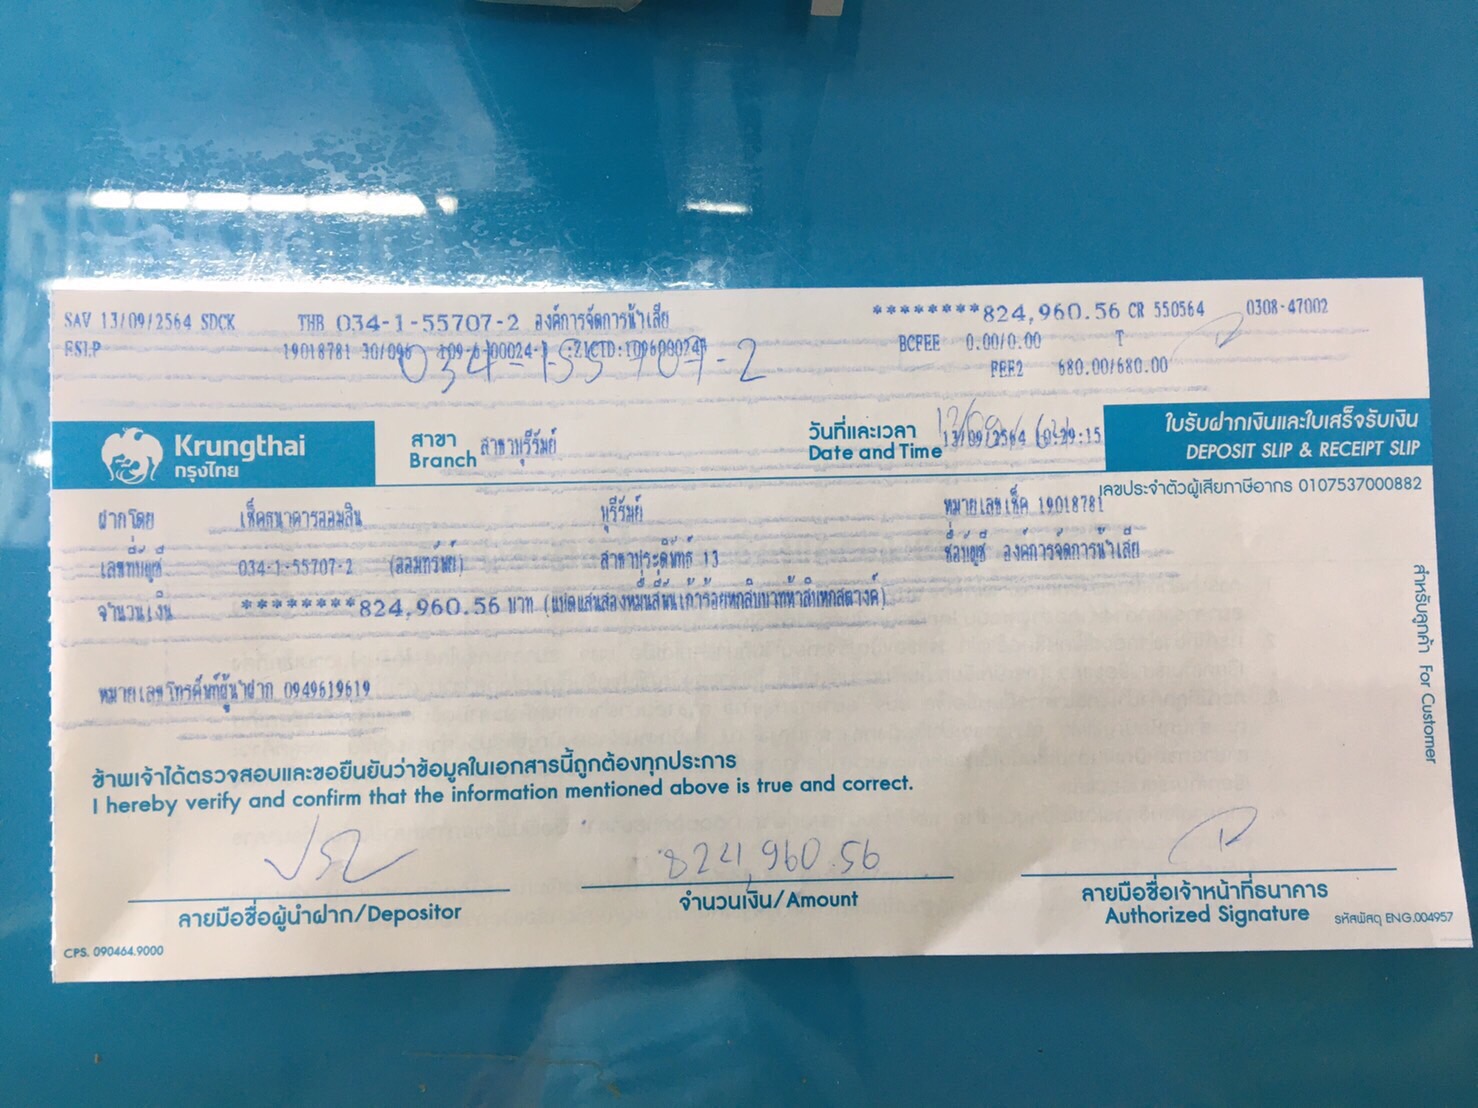 SAV 13/09/2564 SDCK THB 034-1-55707-2 องค์การจัดการน้ำเสีย ********824,960.56 CR 550564 0308-47002
19018781 BCFEE 0.00/0.00 T
034-1-55707-2 FEE2 680.00/680.00
Krungthai
กรุงไทย
สาขา สาขาบุรีรัมย์
Branch
วันที่และเวลา
Date and Time 13/09/2564 10:29:15
ใบรับฝากเงินและใบเสร็จรับเงิน
DEPOSIT SLIP & RECEIPT SLIP
เลขประจำตัวผู้เสียภาษีอากร 0107537000882
ฝากโดย เช็คธนาคารออมสิน บุรีรัมย์ หมายเลขเช็ค 19018781
เลขที่บัญชี 034-1-55707-2 (ออมทรัพย์) สาขาประดิพัทธ์ 13 ชื่อบัญชี องค์การจัดการน้ำเสีย
จำนวนเงิน ********824,960.56 บาท (แปดแสนสองหมื่นสี่พันเก้าร้อยหกสิบบาทห้าสิบหกสตางค์)
หมายเลขโทรศัพท์ผู้นำฝาก 0949619619
สำหรับลูกค้า For Customer
ข้าพเจ้าได้ตรวจสอบและขอยืนยันว่าข้อมูลในเอกสารนี้ถูกต้องทุกประการ
I hereby verify and confirm that the information mentioned above is true and correct.
824,960.56
ลายมือชื่อผู้นำฝาก/Depositor
จำนวนเงิน/Amount
ลายมือชื่อเจ้าหน้าที่ธนาคาร
Authorized Signature รหัสพัสดุ ENG.004957
CPS. 090464.9000